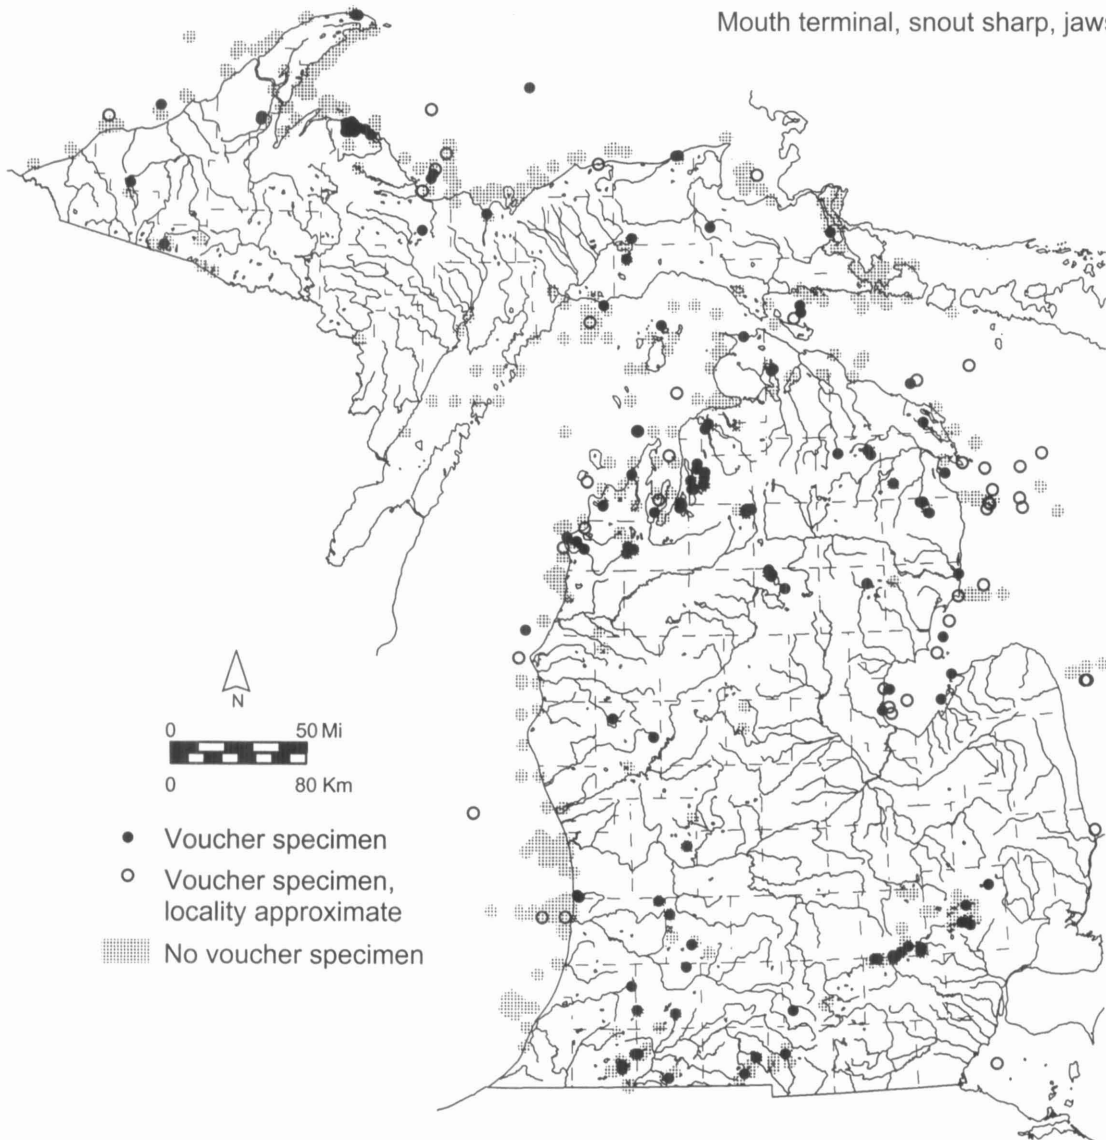 Mouth terminal, snout sharp, jaws
N
0 50 Mi
0 80 Km
Voucher specimen
Voucher specimen,
locality approximate
No voucher specimen